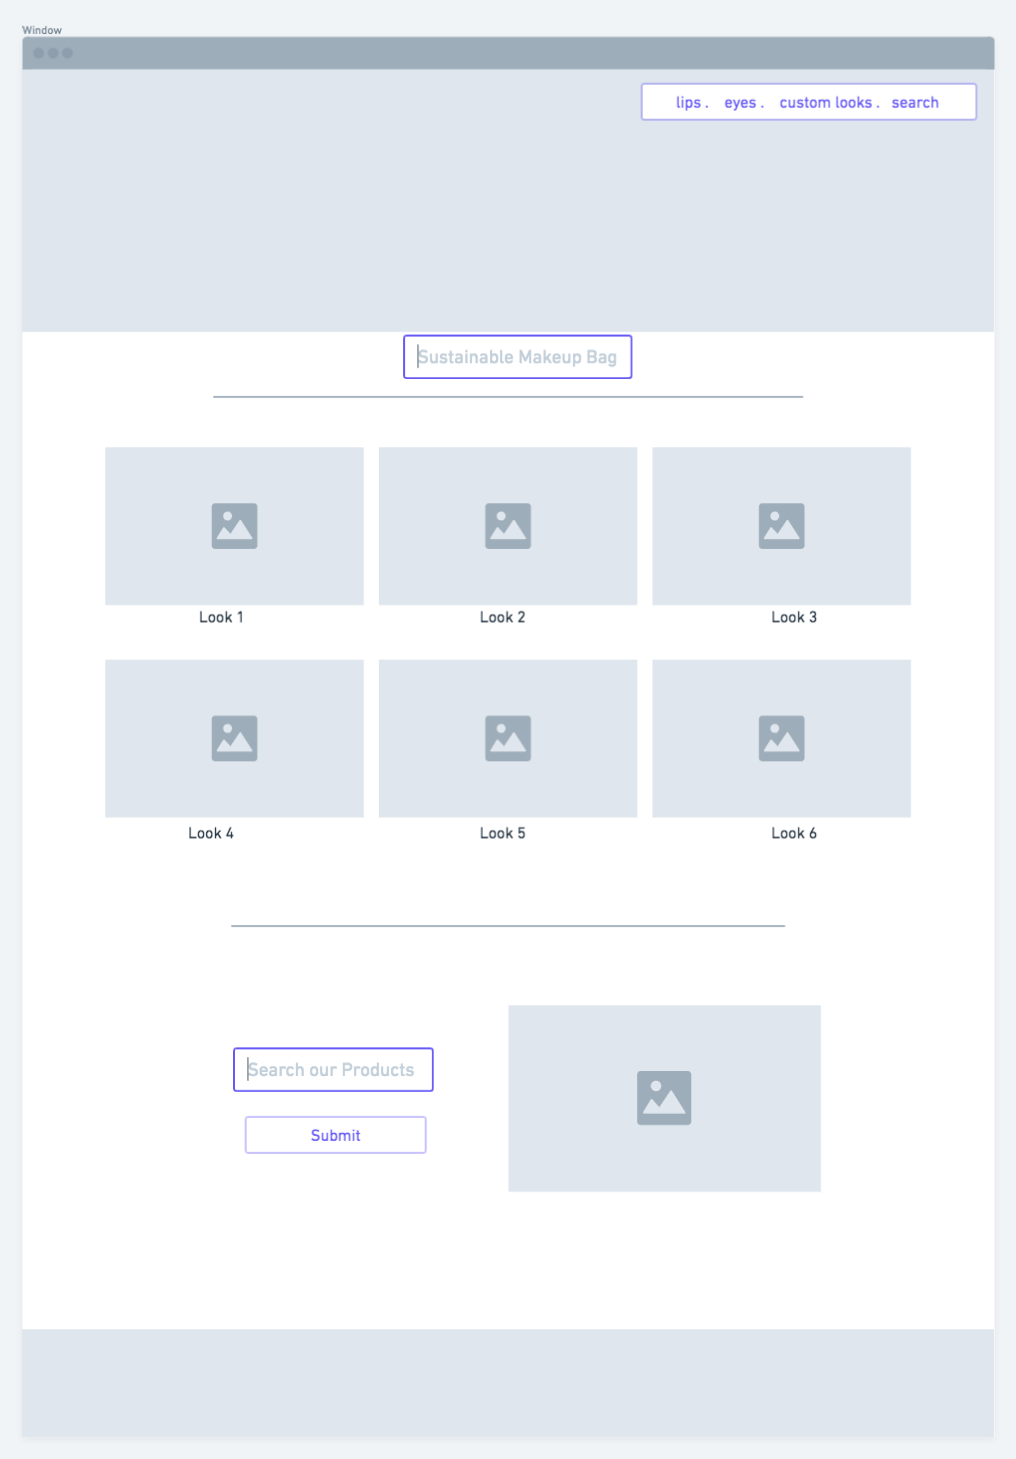 Window
lips .   eyes .   custom looks .   search
Sustainable Makeup Bag
Look 1   Look 2   Look 3
Look 4   Look 5   Look 6
Search our Products
Submit